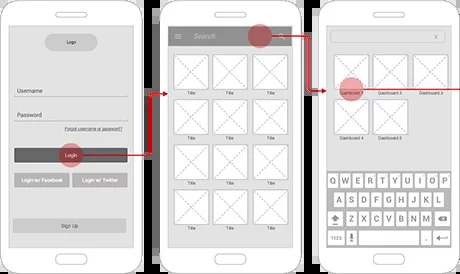 Logo
Username
Password
Forgot username or password?
Login
Login w/ Facebook Login w/ Twitter
Sign Up
Search
Title Title Title
Title Title Title
Title Title Title
Title Title Title
x
Dashboard 1 Dashboard 2 Dashboard 3
Dashboard 4 Dashboard 5
Q W E R T Y U I O P
A S D F G H J K L
Z X C V B N M
?123 , .